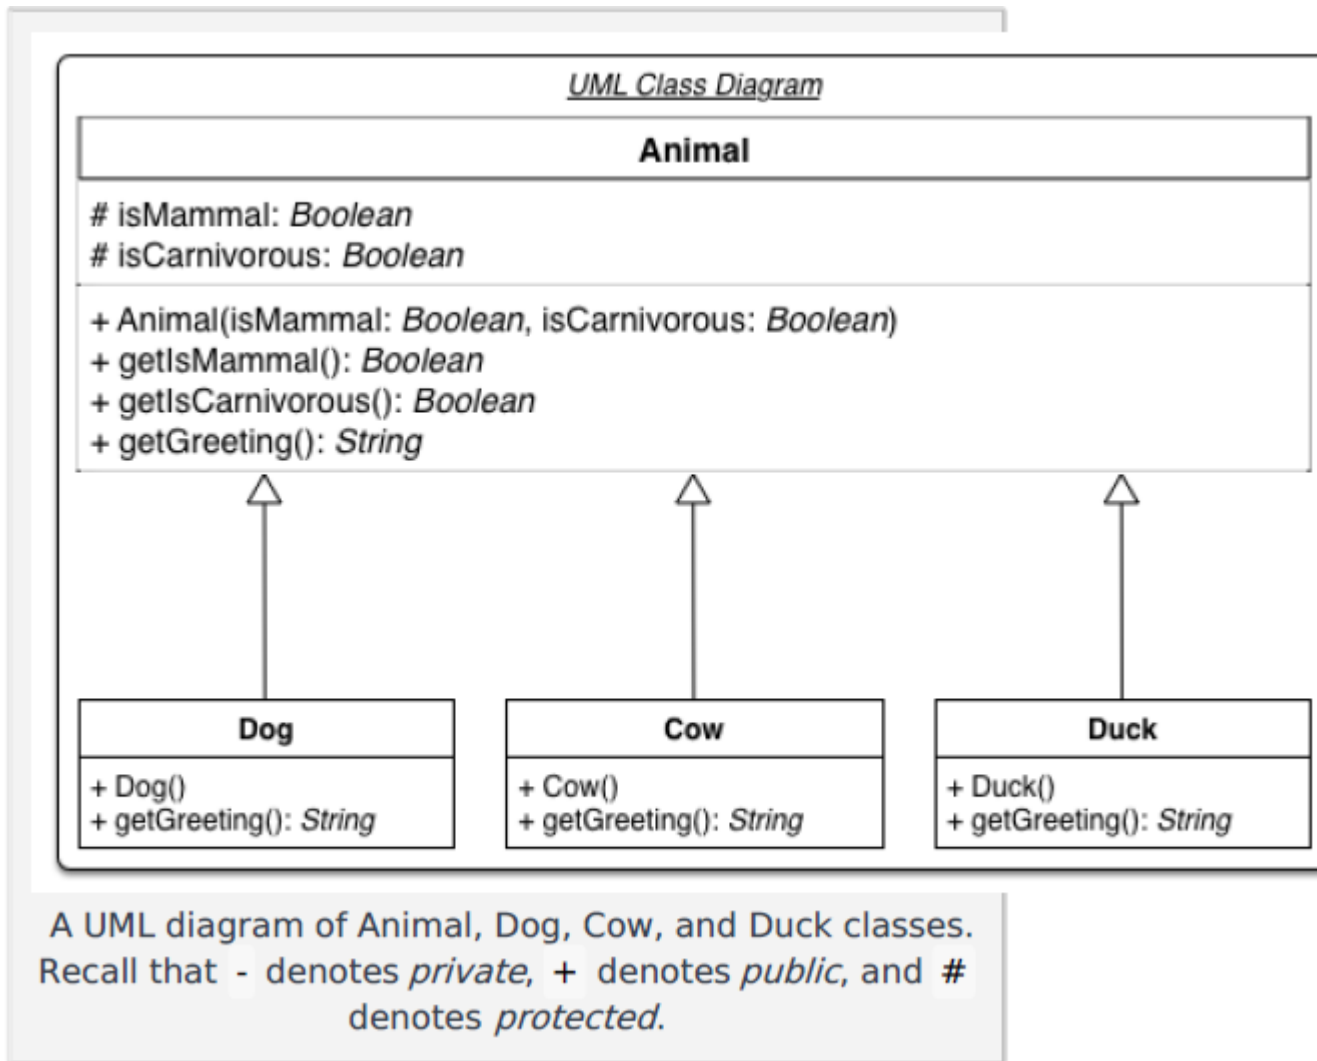 UML Class Diagram
Animal
# isMammal: Boolean
# isCarnivorous: Boolean
+ Animal(isMammal: Boolean, isCarnivorous: Boolean)
+ getIsMammal(): Boolean
+ getIsCarnivorous(): Boolean
+ getGreeting(): String
Dog
+ Dog()
+ getGreeting(): String
Cow
+ Cow()
+ getGreeting(): String
Duck
+ Duck()
+ getGreeting(): String
A UML diagram of Animal, Dog, Cow, and Duck classes.
Recall that - denotes private, + denotes public, and #
denotes protected.